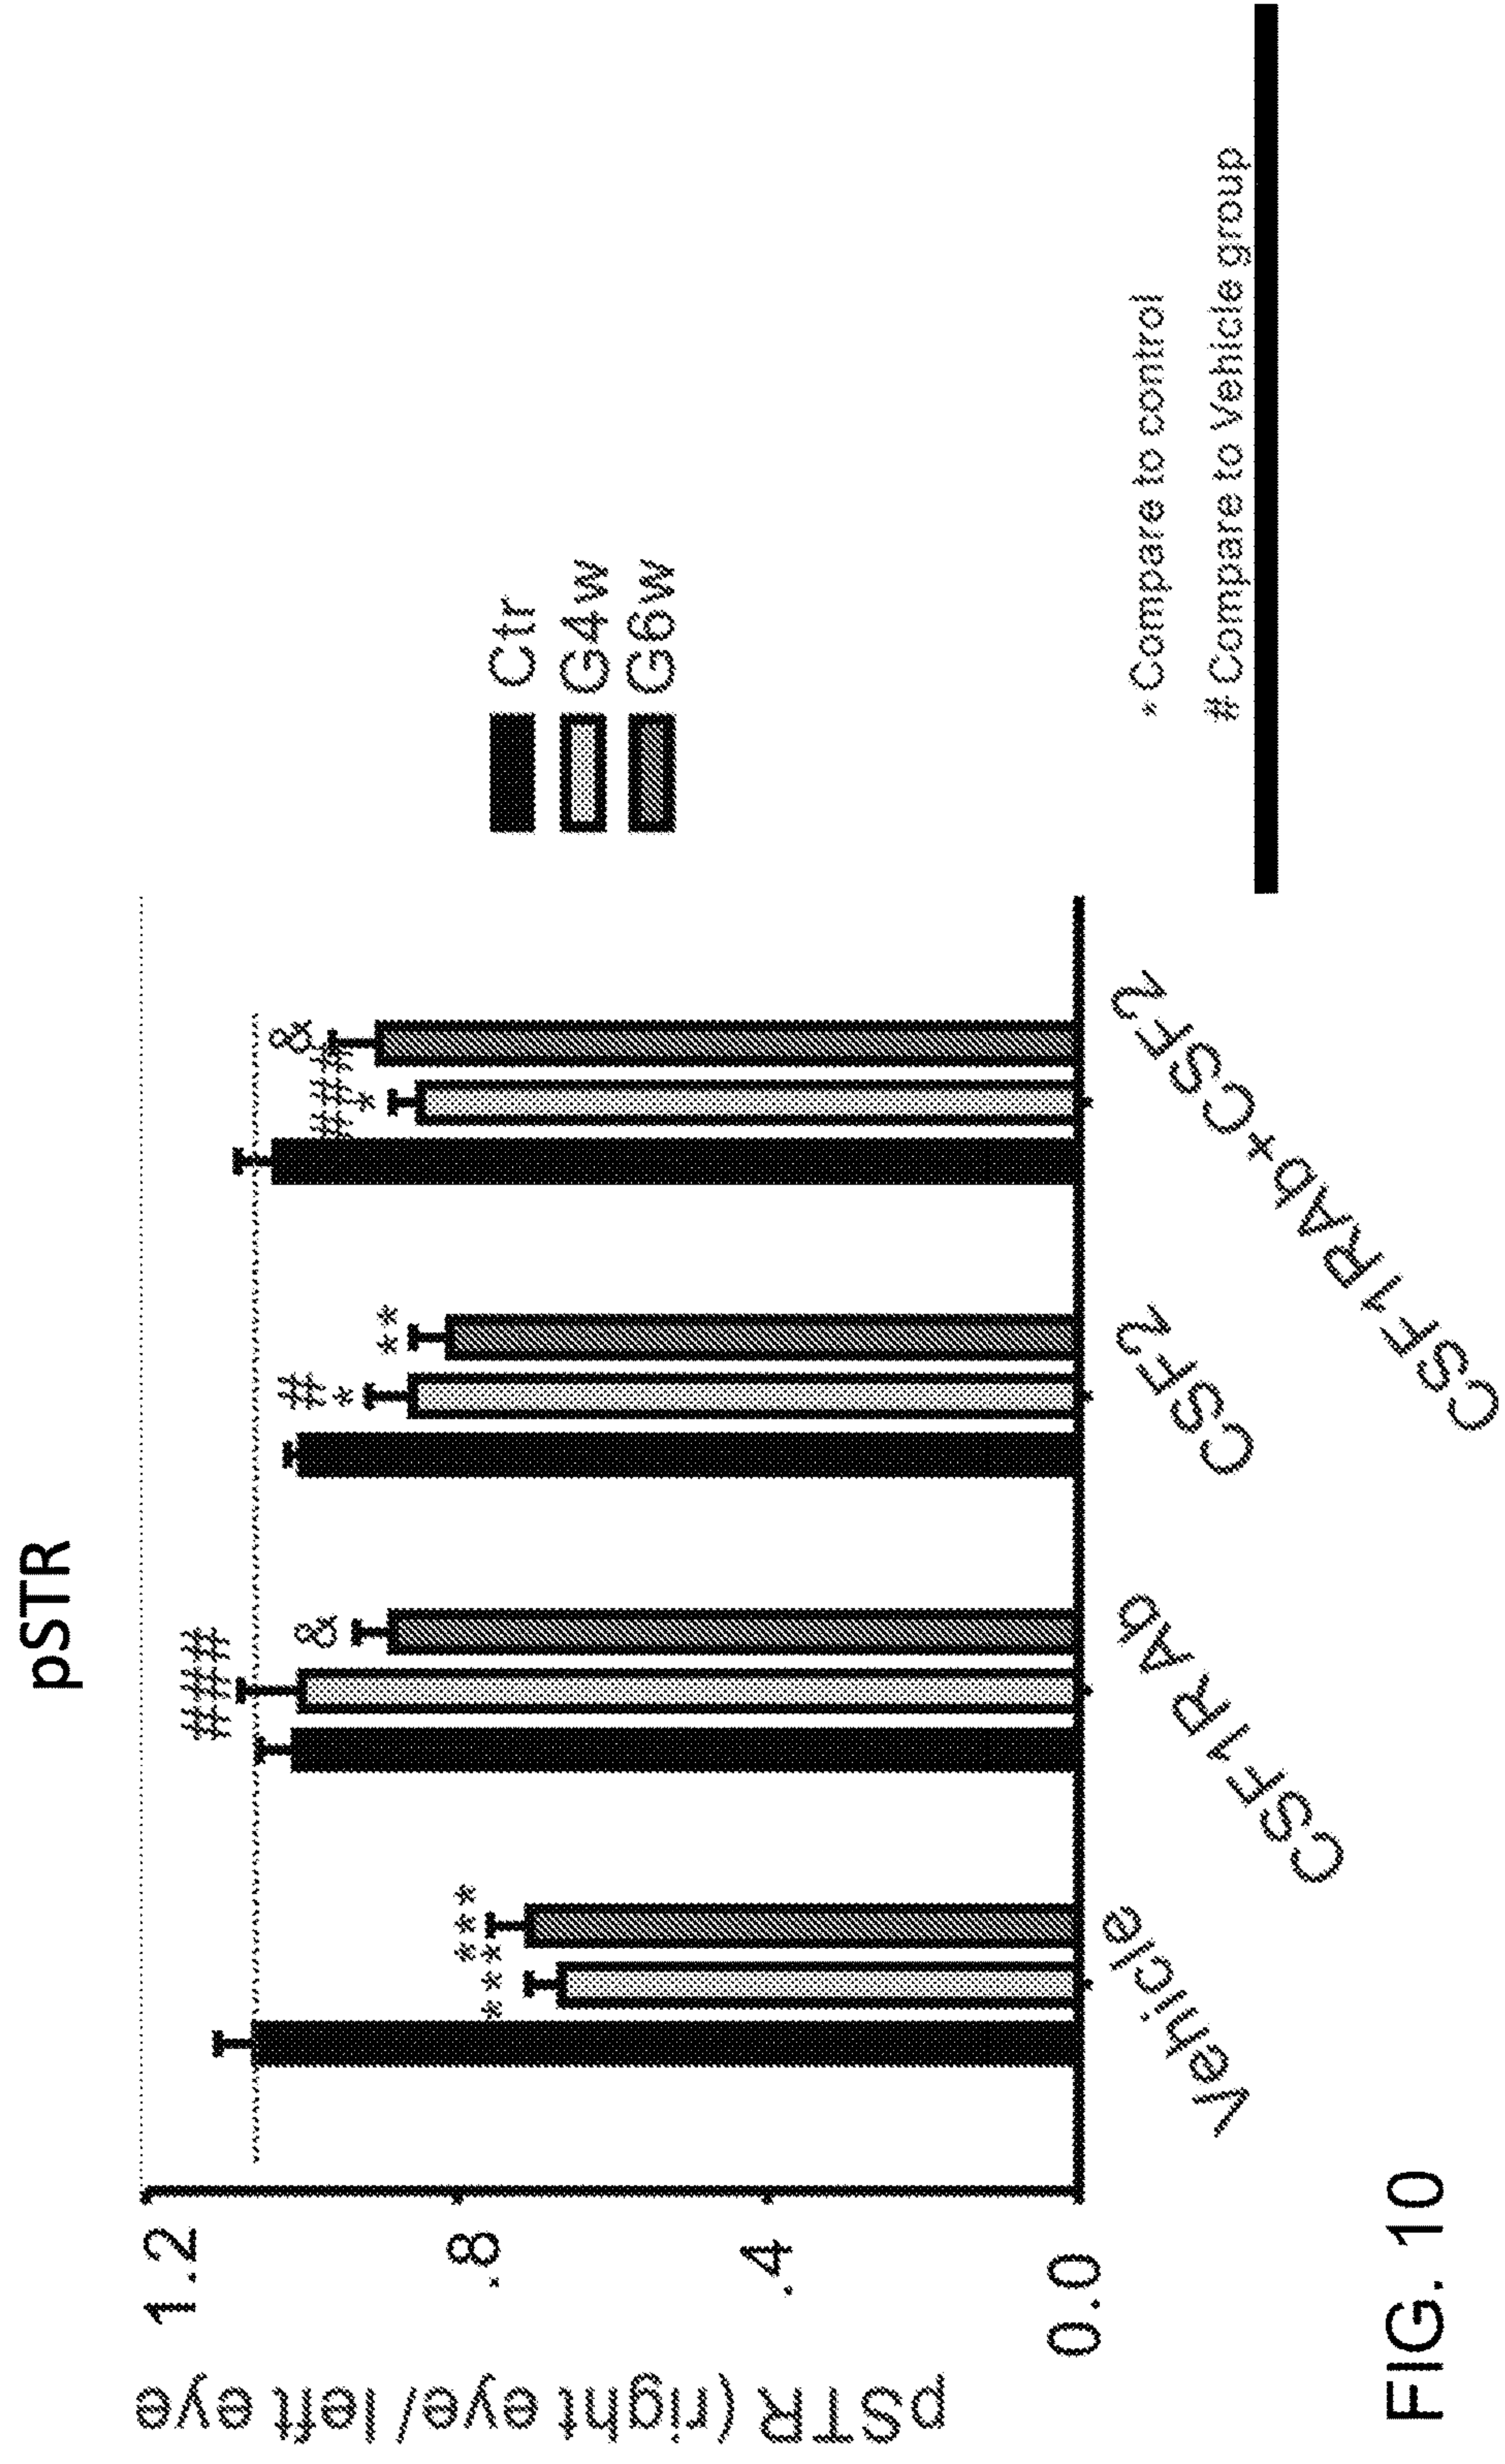 pSTR
pSTR (right eye/ left eye
1.2
.8
.4
0.0
***
***
###
&
#
*
**
&
###
*
Ctr
G4w
G6w
Vehicle
CSF1RAb
CSF2
CSF1RAb+CSF2
* Compare to control
# Compare to Vehicle group
FIG. 10